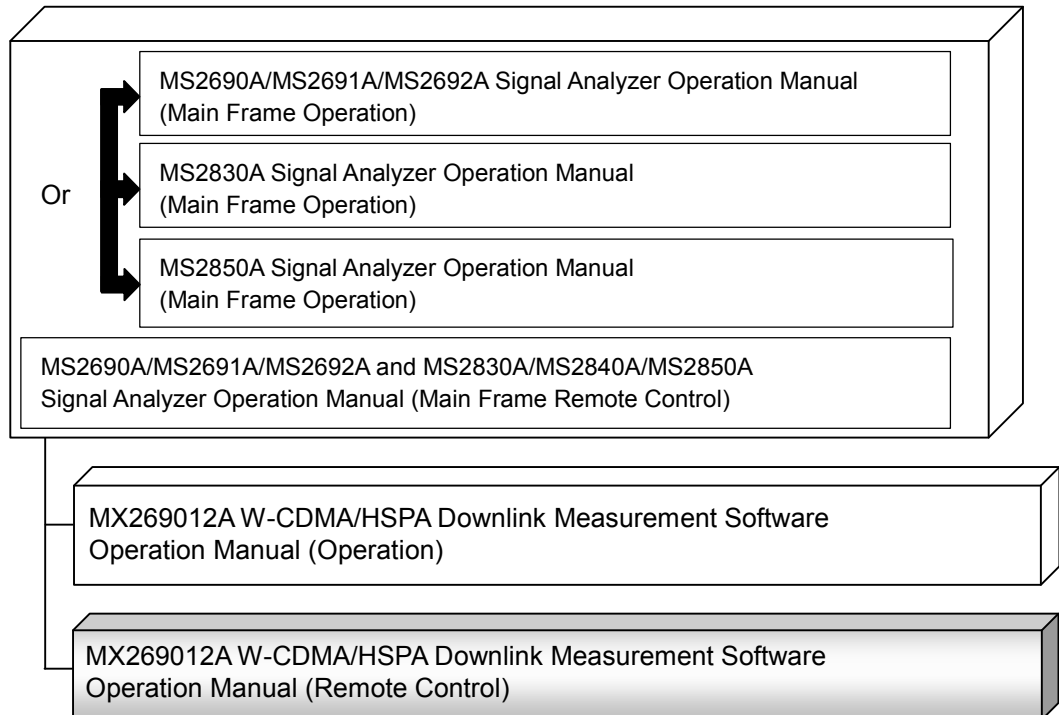 MS2690A/MS2691A/MS2692A Signal Analyzer Operation Manual
(Main Frame Operation)
Or
MS2830A Signal Analyzer Operation Manual
(Main Frame Operation)
MS2850A Signal Analyzer Operation Manual
(Main Frame Operation)
MS2690A/MS2691A/MS2692A and MS2830A/MS2840A/MS2850A
Signal Analyzer Operation Manual (Main Frame Remote Control)
MX269012A W-CDMA/HSPA Downlink Measurement Software
Operation Manual (Operation)
MX269012A W-CDMA/HSPA Downlink Measurement Software
Operation Manual (Remote Control)